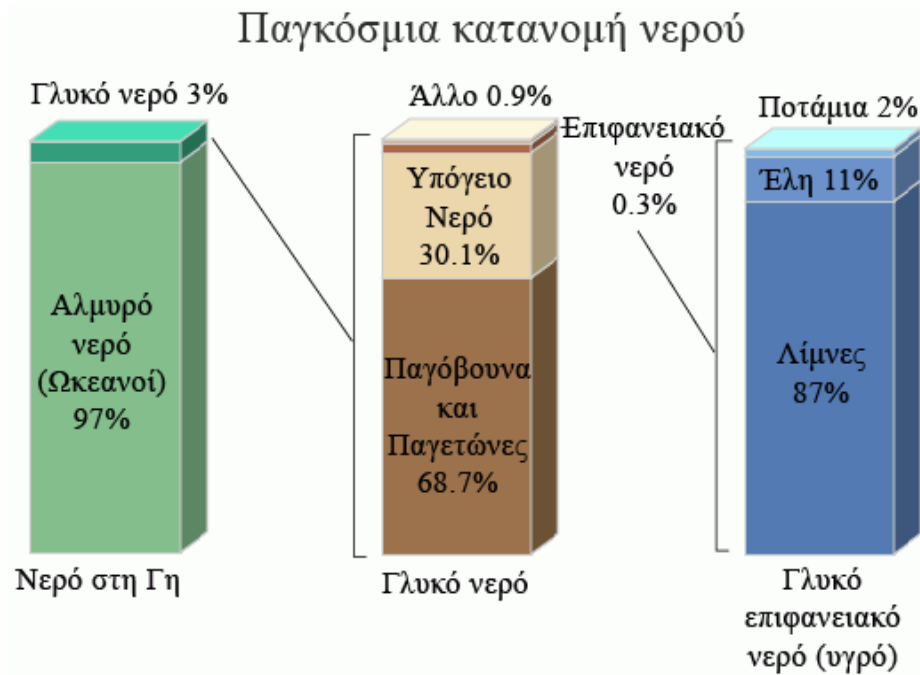 Παγκόσμια κατανομή νερού
Γλυκό νερό 3%
Αλμυρό
νερό
(Ωκεανοί)
97%
Νερό στη Γη
Άλλο 0.9%
Υπόγειο
Νερό
30.1%
Παγόβουνα
και
Παγετώνες
68.7%
Γλυκό νερό
Επιφανειακό
νερό
0.3%
Ποτάμια 2%
Έλη 11%
Λίμνες
87%
Γλυκό
επιφανειακό
νερό (υγρό)